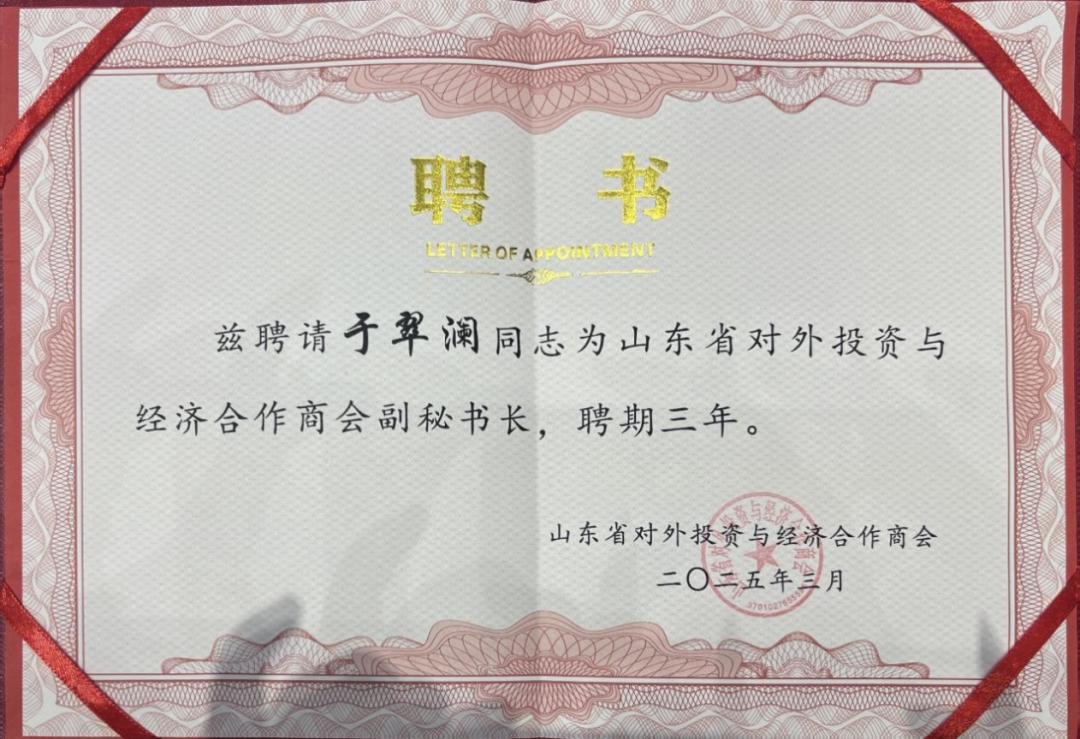 聘 书
LETTER OF APPOINTMENT
兹聘请于翠澜同志为山东省对外投资与
经济合作商会副秘书长，聘期三年。
山东省对外投资与经济合作商会
二〇二五年三月